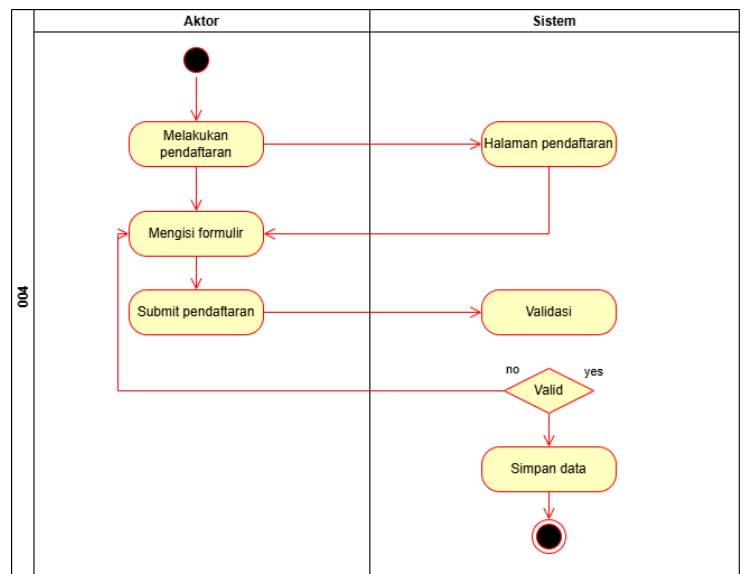 Aktor
Sistem
004
Melakukan
pendaftaran
Halaman pendaftaran
Mengisi formulir
Submit pendaftaran
Validasi
no
yes
Valid
Simpan data